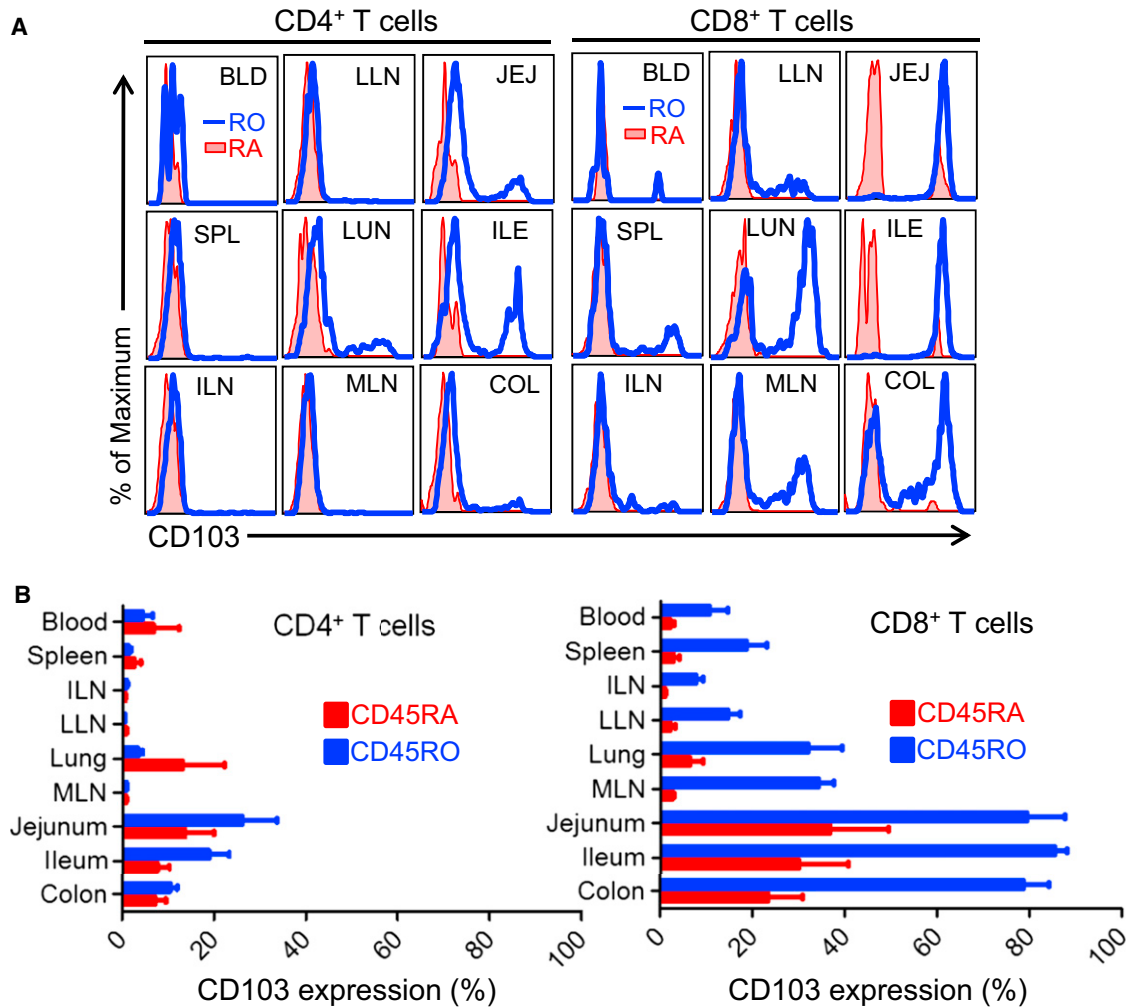 A
CD4+ T cells
CD8+ T cells
BLD
RO
RA
LLN
JEJ
BLD
RO
RA
LLN
JEJ
SPL
LUN
ILE
SPL
LUN
ILE
ILN
MLN
COL
ILN
MLN
COL
% of Maximum
CD103
B
Blood
Spleen
ILN
LLN
Lung
MLN
Jejunum
Ileum
Colon
CD4+ T cells
CD45RA
CD45RO
0 20 40 60 80 100
CD103 expression (%)
Blood
Spleen
ILN
LLN
Lung
MLN
Jejunum
Ileum
Colon
CD8+ T cells
CD45RA
CD45RO
0 20 40 60 80 100
CD103 expression (%)